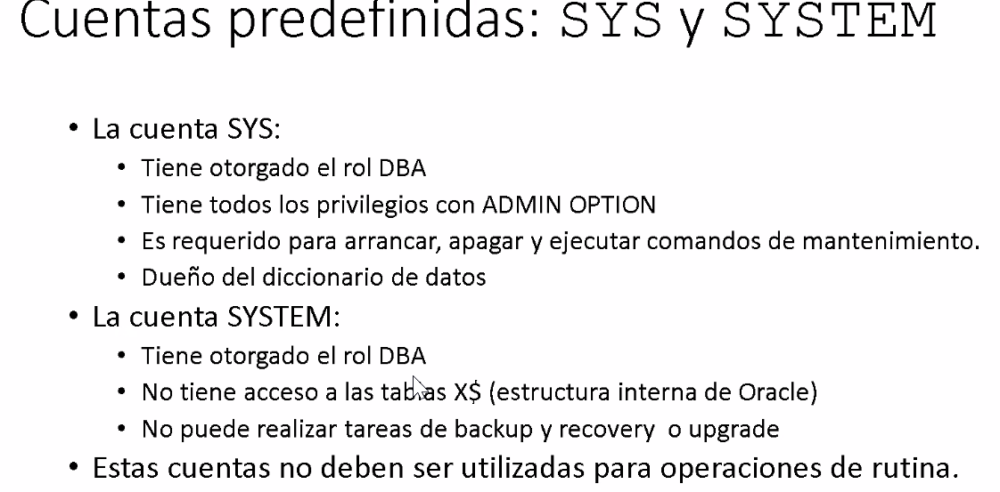 Cuentas predefinidas: SYS y SYSTEM
• La cuenta SYS:
• Tiene otorgado el rol DBA
• Tiene todos los privilegios con ADMIN OPTION
• Es requerido para arrancar, apagar y ejecutar comandos de mantenimiento.
• Dueño del diccionario de datos
• La cuenta SYSTEM:
• Tiene otorgado el rol DBA
• No tiene acceso a las tablas X$ (estructura interna de Oracle)
• No puede realizar tareas de backup y recovery o upgrade
• Estas cuentas no deben ser utilizadas para operaciones de rutina.